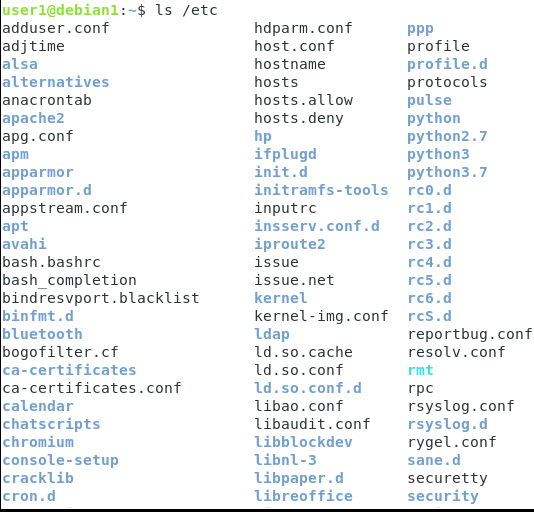 user1@debian1:~$ ls /etc
adduser.conf hdparm.conf ppp
adjtime host.conf profile
alsa hostname profile.d
alternatives hosts protocols
anacrontab hosts.allow pulse
apache2 hosts.deny python
apg.conf hp python2.7
apm ifplugd python3
apparmor init.d python3.7
apparmor.d initramfs-tools rc0.d
appstream.conf inputrc rc1.d
apt insserv.conf.d rc2.d
avahi iproute2 rc3.d
bash.bashrc issue rc4.d
bash_completion issue.net rc5.d
bindresvport.blacklist kernel rc6.d
binfmt.d kernel-img.conf rcS.d
bluetooth ldap reportbug.conf
bogofilter.cf ld.so.cache resolv.conf
ca-certificates ld.so.conf rmt
ca-certificates.conf ld.so.conf.d rpc
calendar libao.conf rsyslog.conf
chatscripts libaudit.conf rsyslog.d
chromium libblockdev rygel.conf
console-setup libnl-3 sane.d
cracklib libpaper.d securetty
cron.d libreoffice security